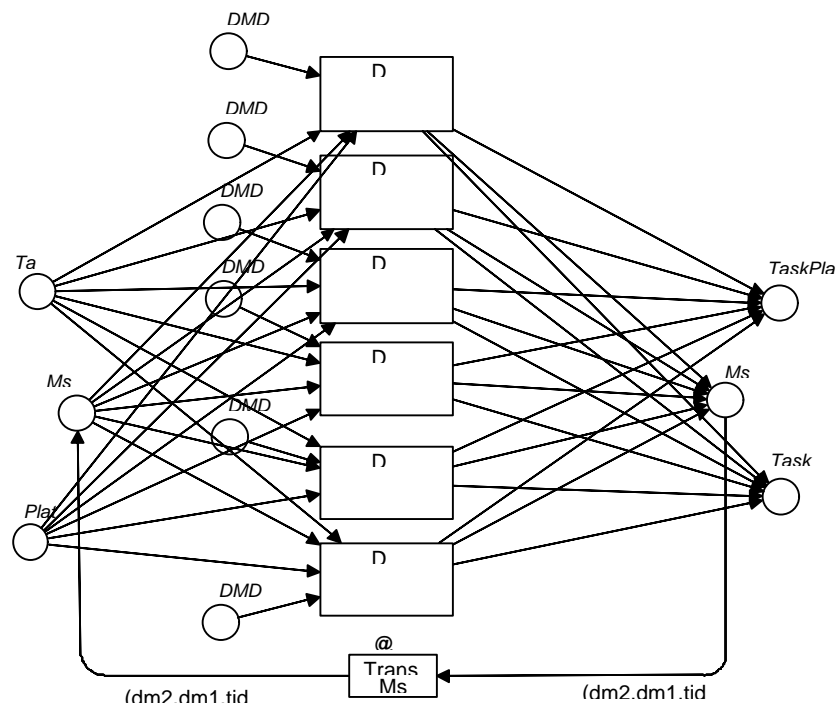 DMD
D
DMD
D
DMD
D
Ta
DMD
TaskPla
D
Ms
Ms
DMD
D
Task
Plat
D
DMD
@
Trans
Ms
(dm2,dm1,tid
(dm2,dm1,tid